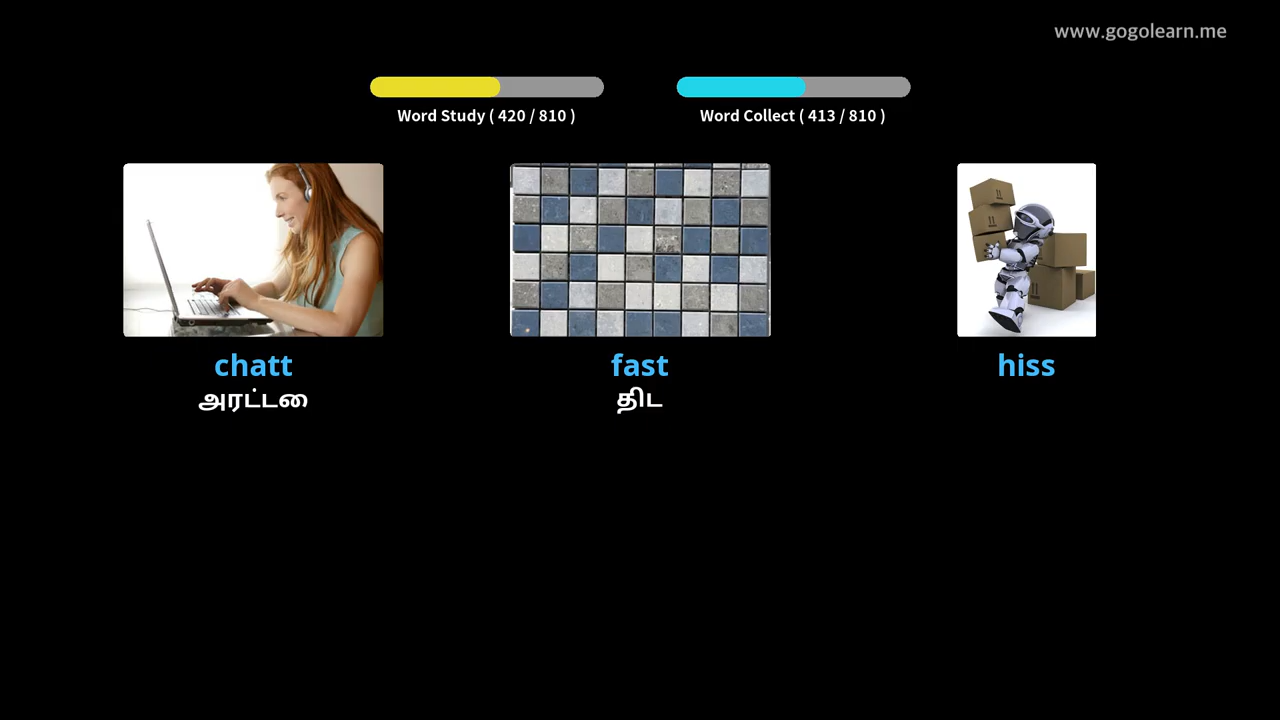 www.gogolearn.me
Word Study ( 420 / 810 )
Word Collect ( 413 / 810 )
chatt
fast
hiss
அரட்டை
திட